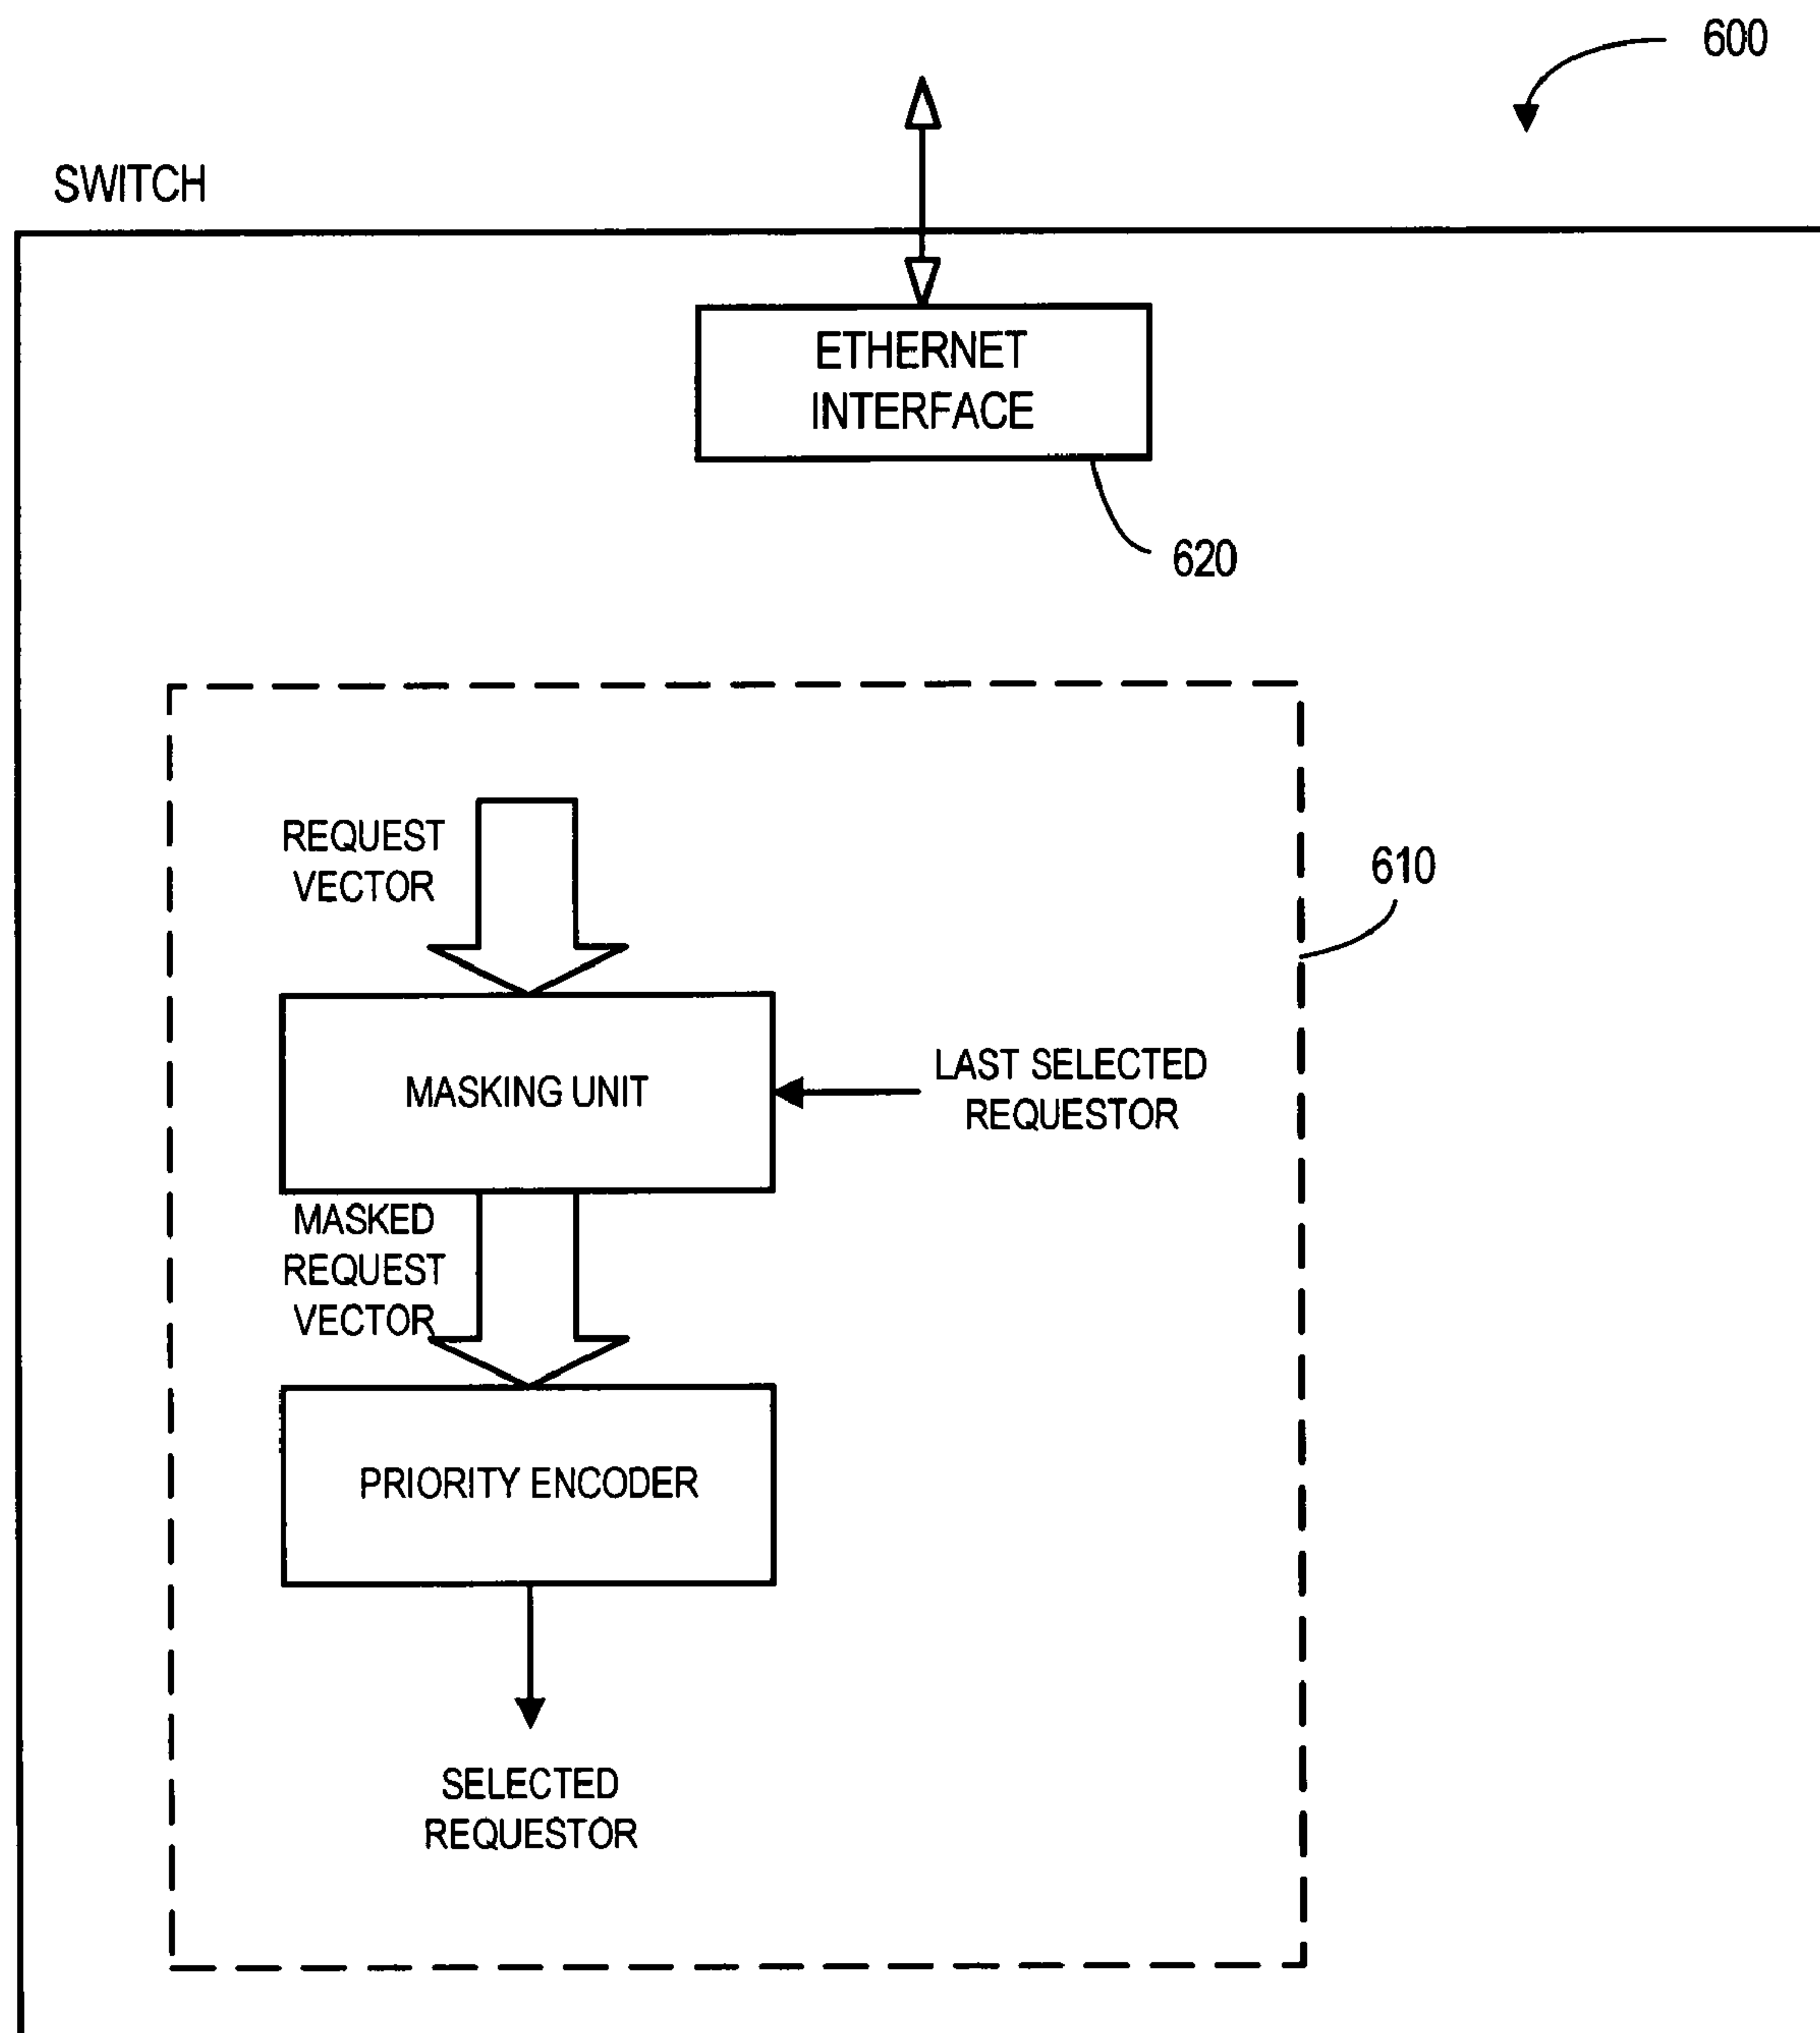 600
SWITCH
ETHERNET
INTERFACE
620
REQUEST
VECTOR
610
MASKING UNIT
LAST SELECTED
REQUESTOR
MASKED
REQUEST
VECTOR
PRIORITY ENCODER
SELECTED
REQUESTOR